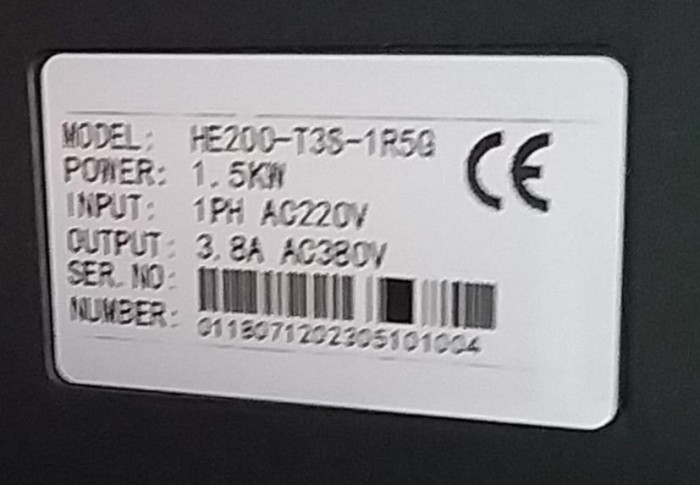 MODEL: HE200-T3S-1R5G
POWER: 1.5KW
INPUT: 1PH AC220V
OUTPUT: 3.8A AC380V
SER.NO:
NUMBER: 0118071202305101004
CE